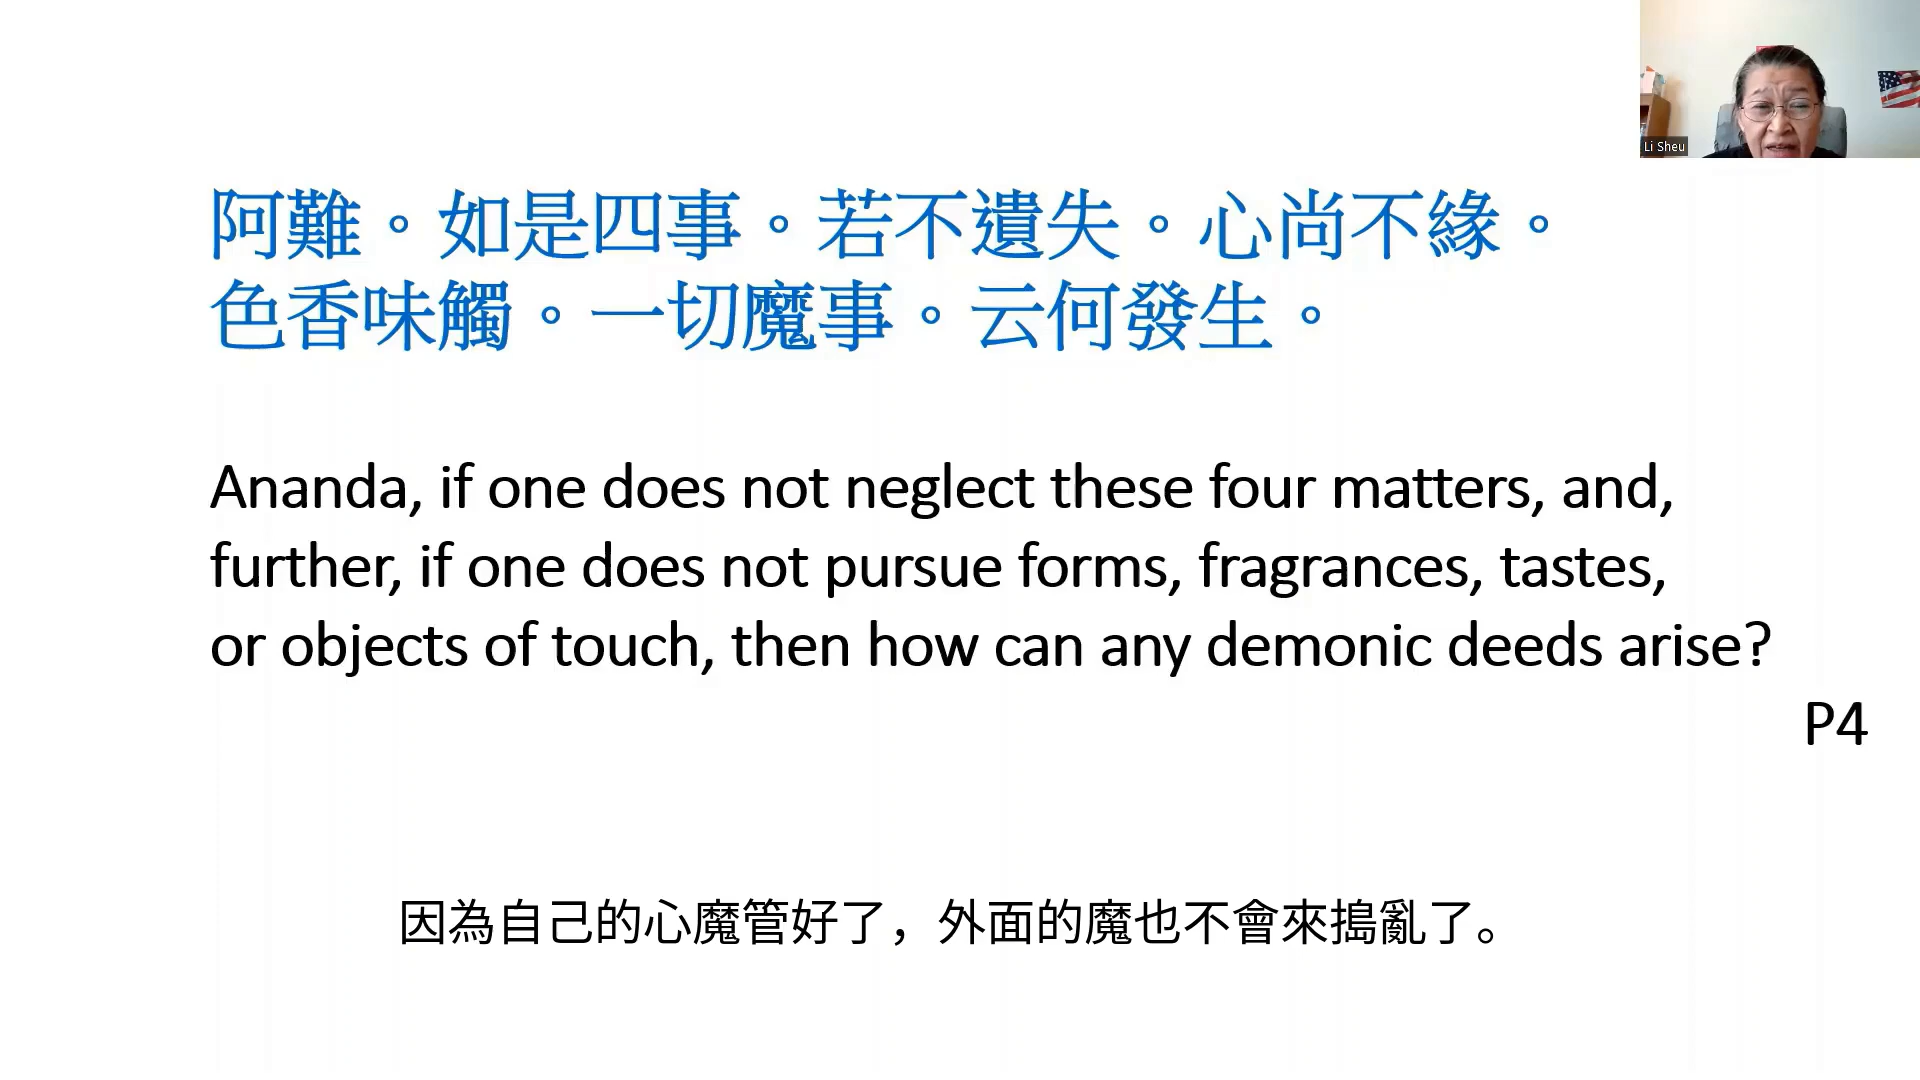 Li Sheu
阿難。如是四事。若不遺失。心尚不緣。
色香味觸。一切魔事。云何發生。
Ananda, if one does not neglect these four matters, and,
further, if one does not pursue forms, fragrances, tastes,
or objects of touch, then how can any demonic deeds arise?
P4
因為自己的心魔管好了，外面的魔也不會來搗亂了。